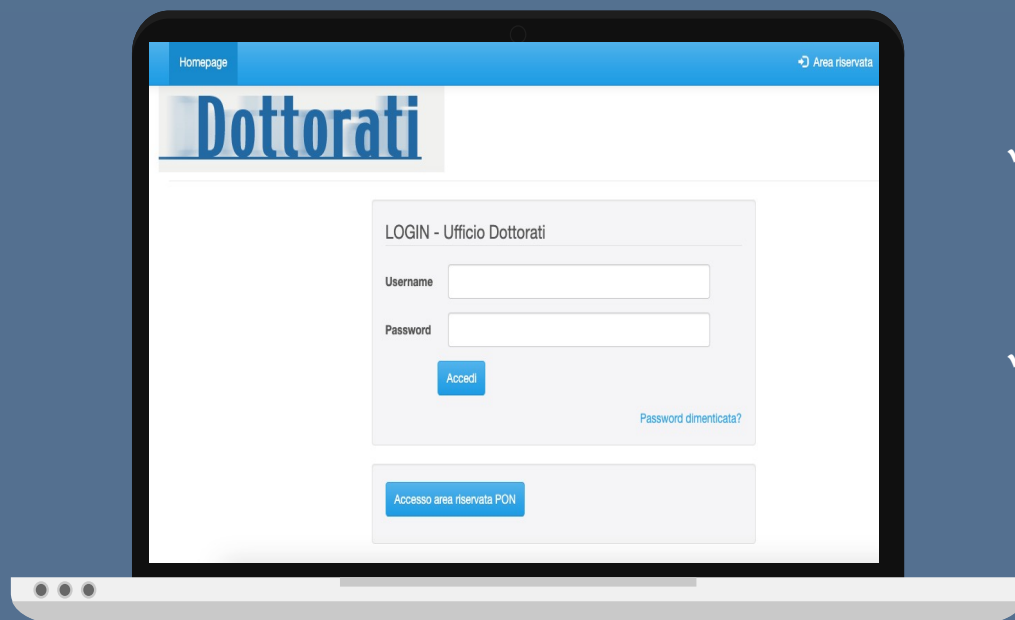 Homepage
Area riservata
Dottorati
LOGIN - Ufficio Dottorati
Username
Password
Accedi
Password dimenticata?
Accesso area riservata PON